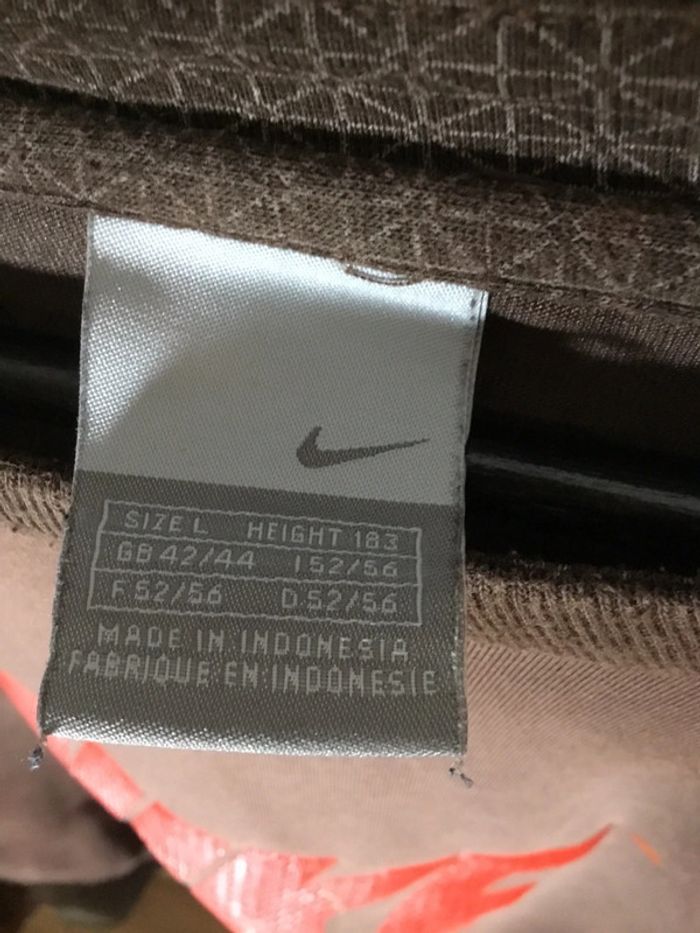 SIZE L HEIGHT 183
GB 42/44 I 52/56
F 52/56 D 52/56
MADE IN INDONESIA
FABRIQUE EN INDONESIE